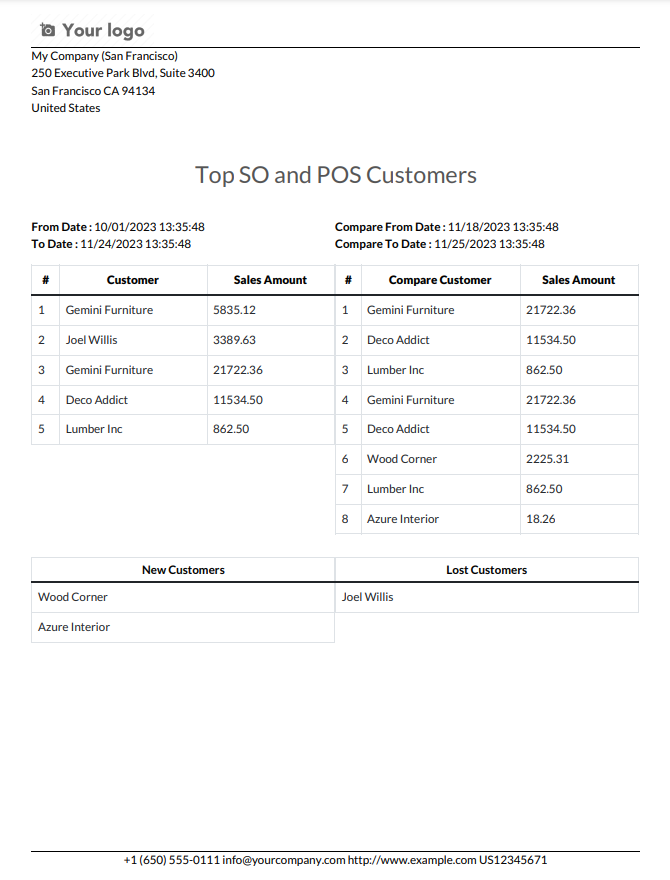 Your logo
My Company (San Francisco)
250 Executive Park Blvd, Suite 3400
San Francisco CA 94134
United States
Top SO and POS Customers
From Date : 10/01/2023 13:35:48 Compare From Date : 11/18/2023 13:35:48
To Date : 11/24/2023 13:35:48 Compare To Date : 11/25/2023 13:35:48
# Customer Sales Amount # Compare Customer Sales Amount
1 Gemini Furniture 5835.12 1 Gemini Furniture 21722.36
2 Joel Willis 3389.63 2 Deco Addict 11534.50
3 Gemini Furniture 21722.36 3 Lumber Inc 862.50
4 Deco Addict 11534.50 4 Gemini Furniture 21722.36
5 Lumber Inc 862.50 5 Deco Addict 11534.50
6 Wood Corner 2225.31
7 Lumber Inc 862.50
8 Azure Interior 18.26
New Customers Lost Customers
Wood Corner Joel Willis
Azure Interior
+1 (650) 555-0111 info@yourcompany.com http://www.example.com US12345671